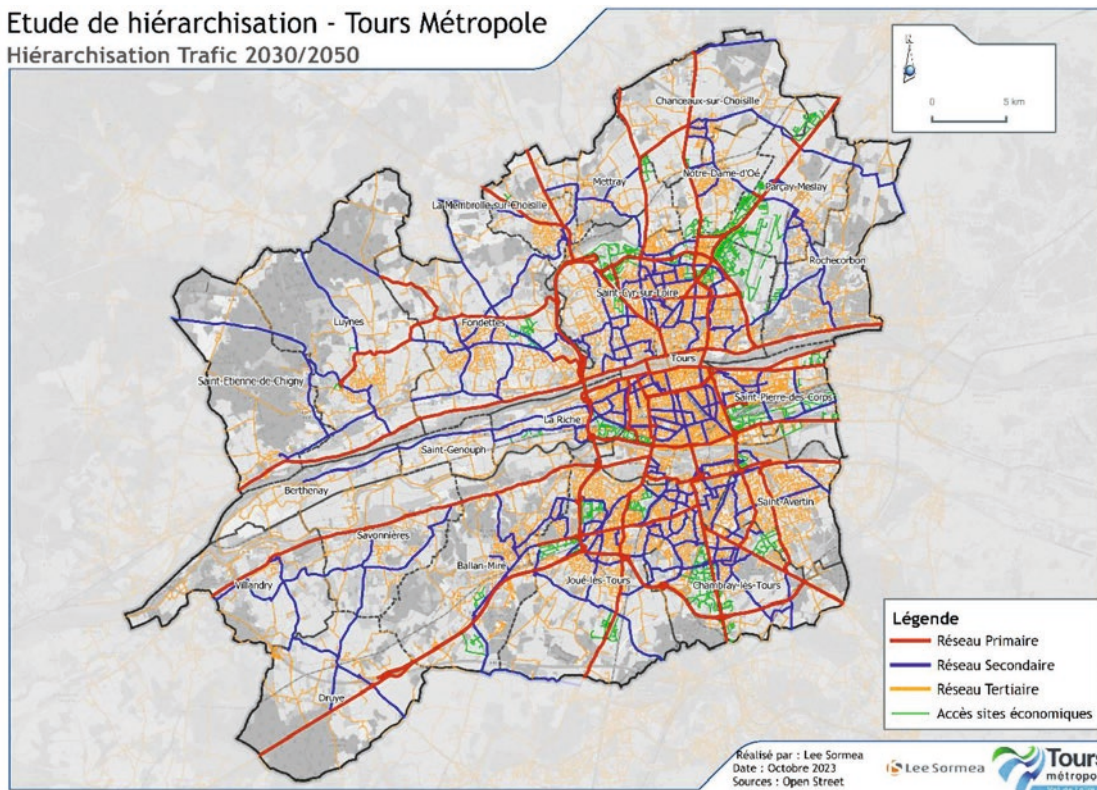 Etude de hiérarchisation - Tours Métropole
Hiérarchisation Trafic 2030/2050
N
0 5 km
Chanceaux-sur-Choisille
Notre-Dame-d'Oé
Mettray
Parçay-Meslay
La Membrolle-sur-Choisille
Rochecorbon
Saint-Cyr-sur-Loire
Luynes
Fondettes
Tours
Saint-Etienne-de-Chigny
Saint-Pierre-des-Corps
La Riche
Saint-Genouph
Berthenay
Saint-Avertin
Savonnières
Ballan-Miré
Villandry
Joué-lès-Tours
Chambray-lès-Tours
Druye
Légende
Réseau Primaire
Réseau Secondaire
Réseau Tertiaire
Accès sites économiques
Réalisé par : Lee Sormea
Date : Octobre 2023
Sources : Open Street
Lee Sormea
Tours
métropole